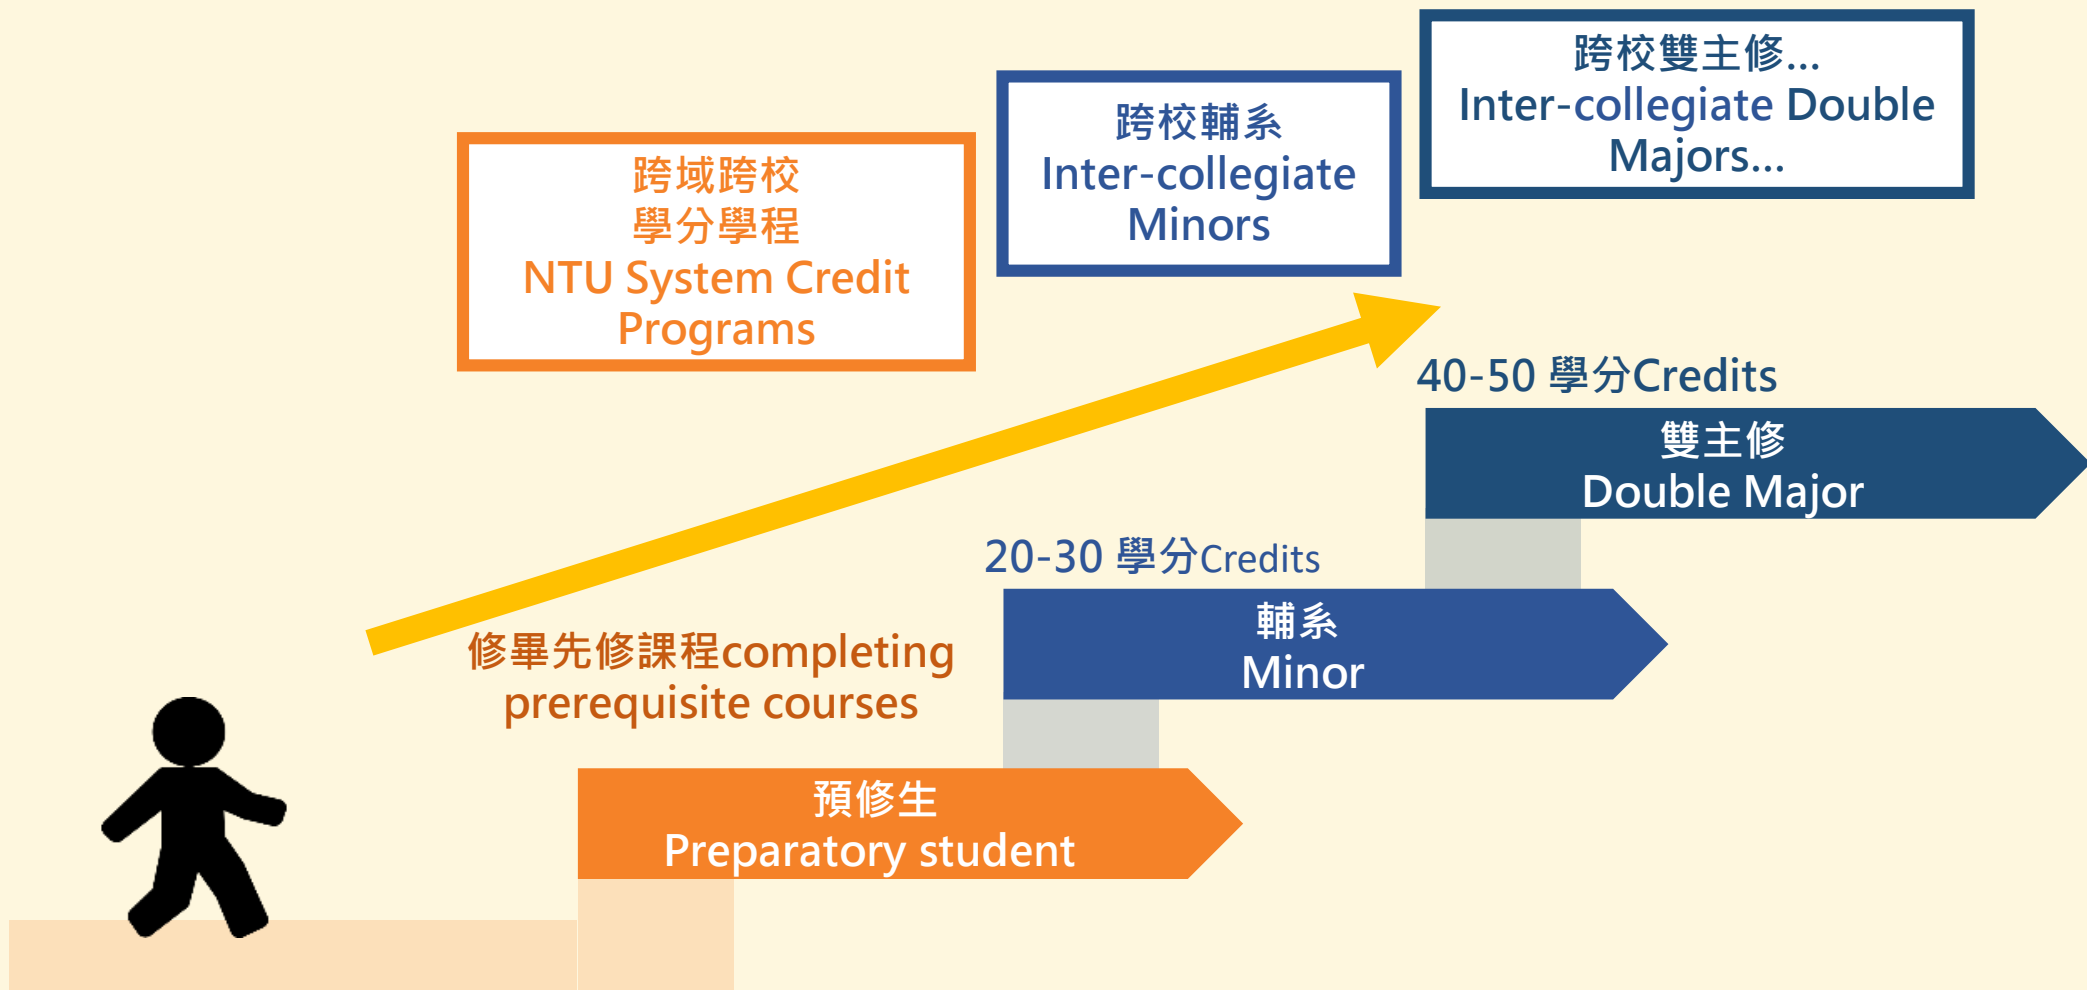 跨校雙主修...
Inter-collegiate Double
Majors...
跨校輔系
Inter-collegiate
Minors
跨域跨校
學分學程
NTU System Credit
Programs
40-50 學分Credits
雙主修
Double Major
20-30 學分Credits
輔系
Minor
修畢先修課程completing
prerequisite courses
預修生
Preparatory student